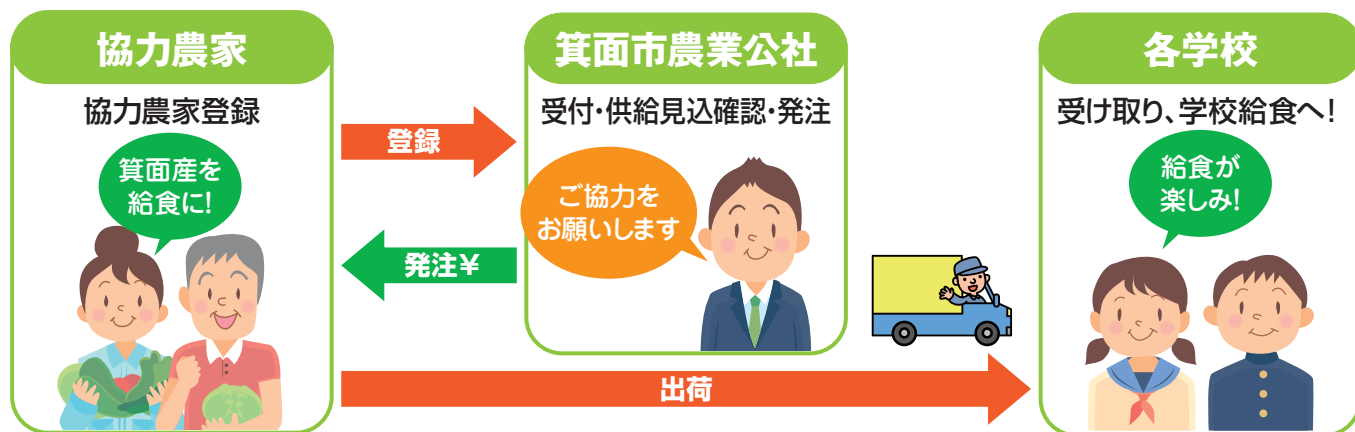 協力農家
協力農家登録
箕面産を
給食に!
登録
発注¥
箕面市農業公社
受付・供給見込確認・発注
ご協力を
お願いします
出荷
各学校
受け取り、学校給食へ!
給食が
楽しみ!